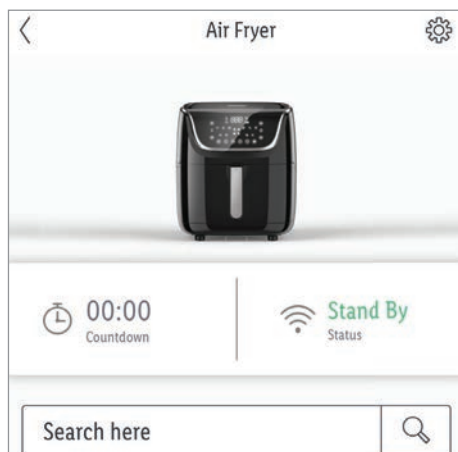 Air Fryer
00:00
Countdown
Stand By
Status
Search here